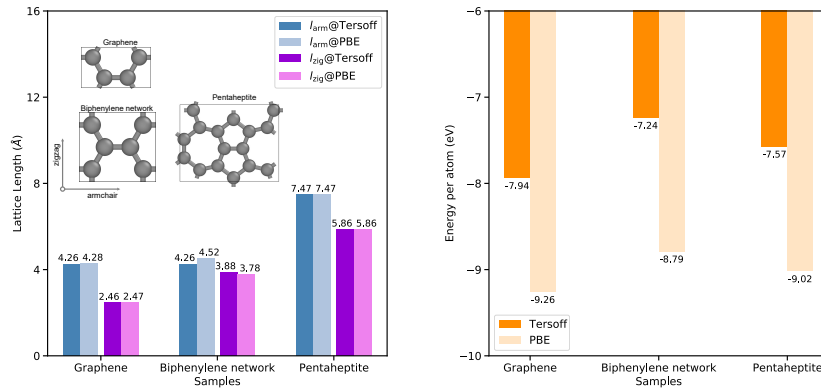 16
12
8
4
0
Lattice Length (Å)
Graphene
Biphenylene network
Pentaheptite
zigzag
armchair
l_arm@Tersoff
l_arm@PBE
l_zig@Tersoff
l_zig@PBE
4.26 4.28
2.46 2.47
4.26 4.52
3.88 3.78
7.47 7.47
5.86 5.86
Graphene Biphenylene network Pentaheptite
Samples
−6
−7
−8
−9
−10
Energy per atom (eV)
-7.94
-9.26
-7.24
-8.79
-7.57
-9.02
Tersoff
PBE
Graphene Biphenylene network Pentaheptite
Samples